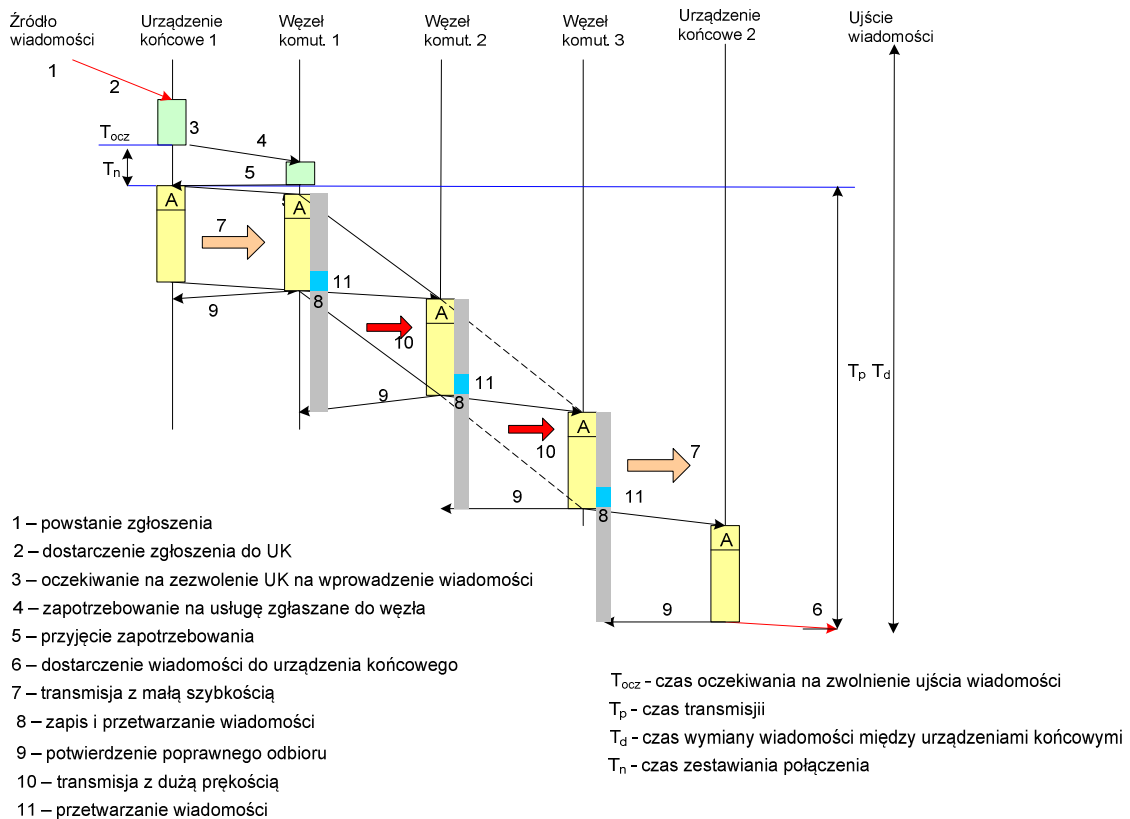 Źródło
wiadomości
Urządzenie
końcowe 1
Węzeł
komut. 1
Węzeł
komut. 2
Węzeł
komut. 3
Urządzenie
końcowe 2
Ujście
wiadomości
1
2
3
4
Tocz
Tn
5
A
A
7
11
8
9
A
10
11
8
9
Tp Td
A
10
7
11
8
9
A
9
6
1 – powstanie zgłoszenia
2 – dostarczenie zgłoszenia do UK
3 – oczekiwanie na zezwolenie UK na wprowadzenie wiadomości
4 – zapotrzebowanie na usługę zgłaszane do węzła
5 – przyjęcie zapotrzebowania
6 – dostarczenie wiadomości do urządzenia końcowego
7 – transmisja z małą szybkością
8 – zapis i przetwarzanie wiadomości
9 – potwierdzenie poprawnego odbioru
10 – transmisja z dużą prękością
11 – przetwarzanie wiadomości
Tocz - czas oczekiwania na zwolnienie ujścia wiadomości
Tp - czas transmisjii
Td - czas wymiany wiadomości między urządzeniami końcowymi
Tn - czas zestawiania połączenia